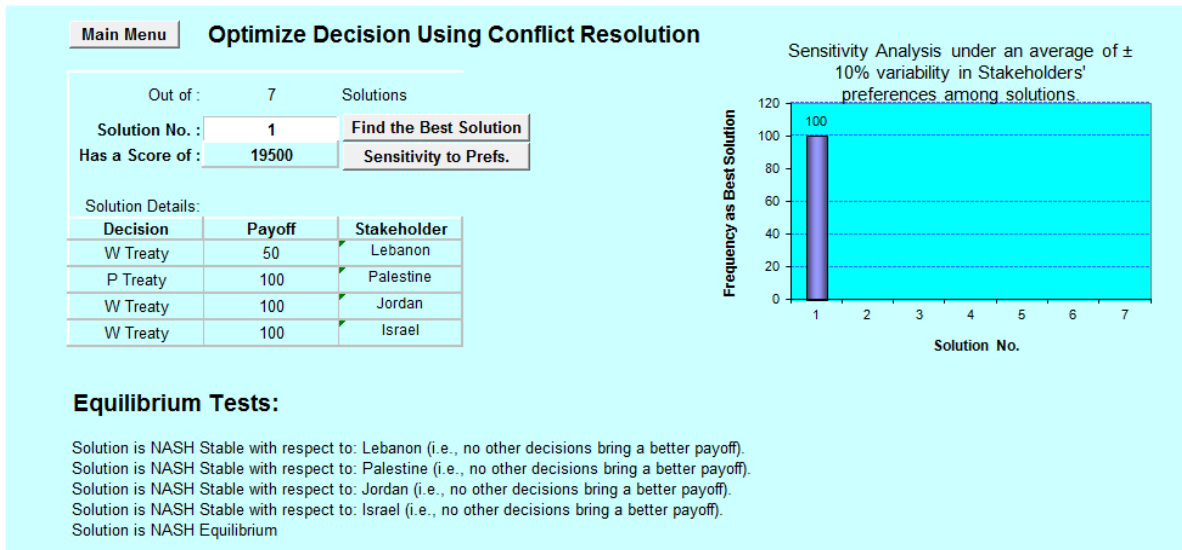 Main Menu
Optimize Decision Using Conflict Resolution
Out of : 7 Solutions
Solution No. : 1 Find the Best Solution
Has a Score of : 19500 Sensitivity to Prefs.
Solution Details:
Decision Payoff Stakeholder
W Treaty 50 Lebanon
P Treaty 100 Palestine
W Treaty 100 Jordan
W Treaty 100 Israel
Sensitivity Analysis under an average of ±
10% variability in Stakeholders'
preferences among solutions.
Frequency as Best Solution
120
100
80
60
40
20
0
100
1 2 3 4 5 6 7
Solution No.
Equilibrium Tests:
Solution is NASH Stable with respect to: Lebanon (i.e., no other decisions bring a better payoff).
Solution is NASH Stable with respect to: Palestine (i.e., no other decisions bring a better payoff).
Solution is NASH Stable with respect to: Jordan (i.e., no other decisions bring a better payoff).
Solution is NASH Stable with respect to: Israel (i.e., no other decisions bring a better payoff).
Solution is NASH Equilibrium